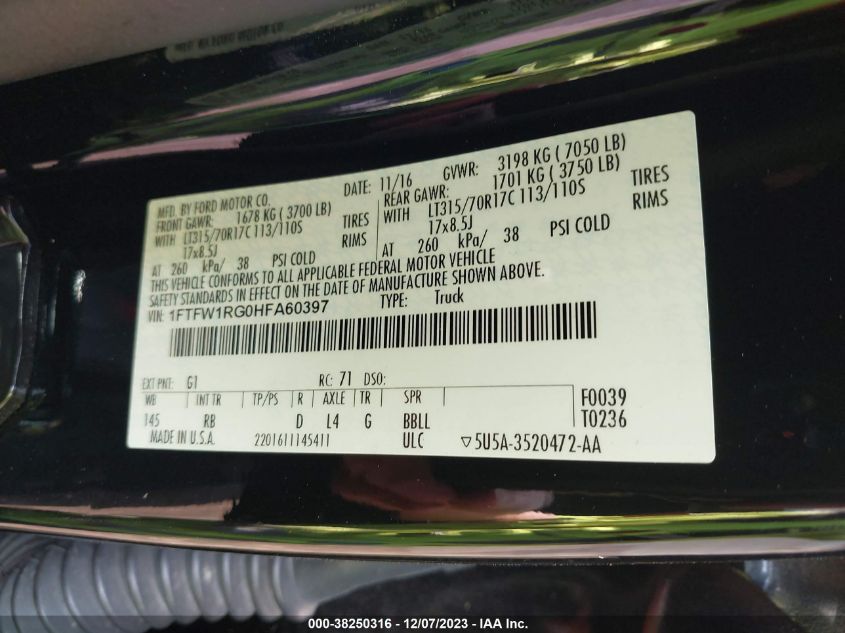 MFD. BY FORD MOTOR CO.
DATE: 11/16 GVWR: 3198 KG ( 7050 LB)
FRONT GAWR: 1678 KG ( 3700 LB)
REAR GAWR: 1701 KG ( 3750 LB)
WITH LT315/70R17C 113/110S TIRES
WITH LT315/70R17C 113/110S TIRES
17x8.5J RIMS
17x8.5J RIMS
AT 260 kPa/ 38 PSI COLD
AT 260 kPa/ 38 PSI COLD
THIS VEHICLE CONFORMS TO ALL APPLICABLE FEDERAL MOTOR VEHICLE
SAFETY STANDARDS IN EFFECT ON THE DATE OF MANUFACTURE SHOWN ABOVE.
VIN: 1FTFW1RG0HFA60397 TYPE: Truck
EXT PNT: G1 RC: 71 DSO:
WB INT TR TP/PS R AXLE TR SPR F0039
145 RB D L4 G BBLL T0236
MADE IN U.S.A. 2201611145411 ULC ▽5U5A-3520472-AA
000-38250316 - 12/07/2023 - IAA Inc.